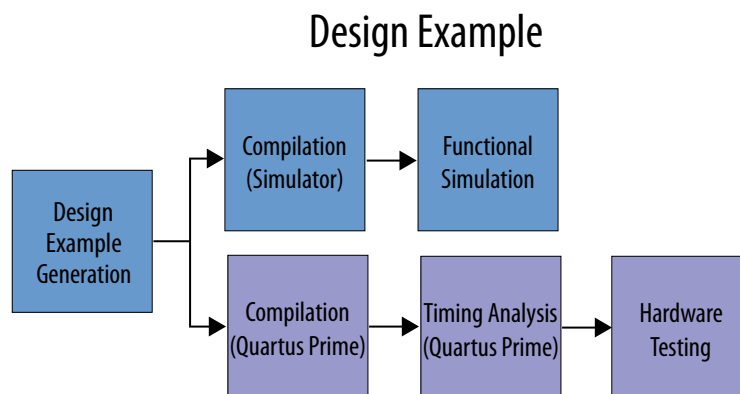 Design Example
Compilation
(Simulator)
Functional
Simulation
Design
Example
Generation
Compilation
(Quartus Prime)
Timing Analysis
(Quartus Prime)
Hardware
Testing